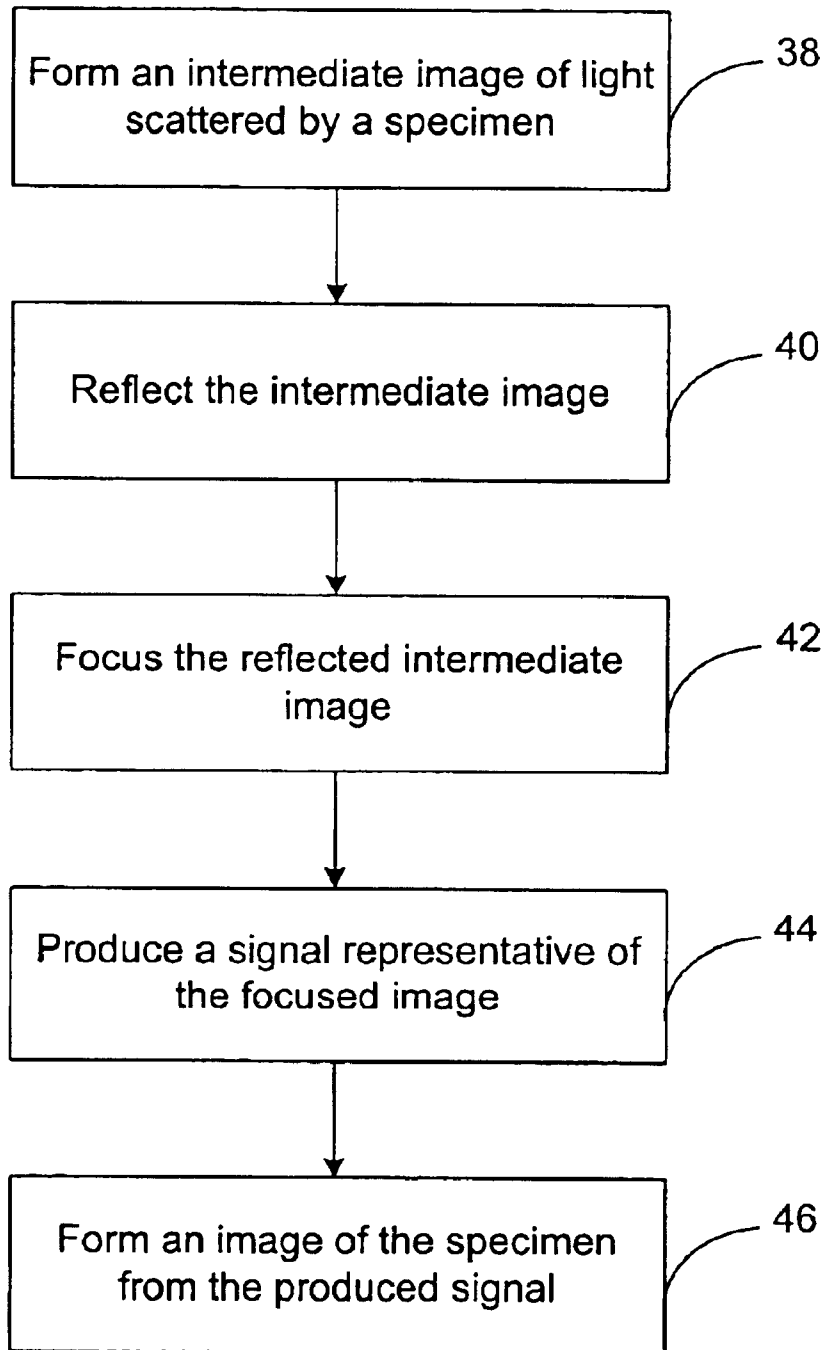 Form an intermediate image of light
scattered by a specimen
38
Reflect the intermediate image
40
Focus the reflected intermediate
image
42
Produce a signal representative of
the focused image
44
Form an image of the specimen
from the produced signal
46